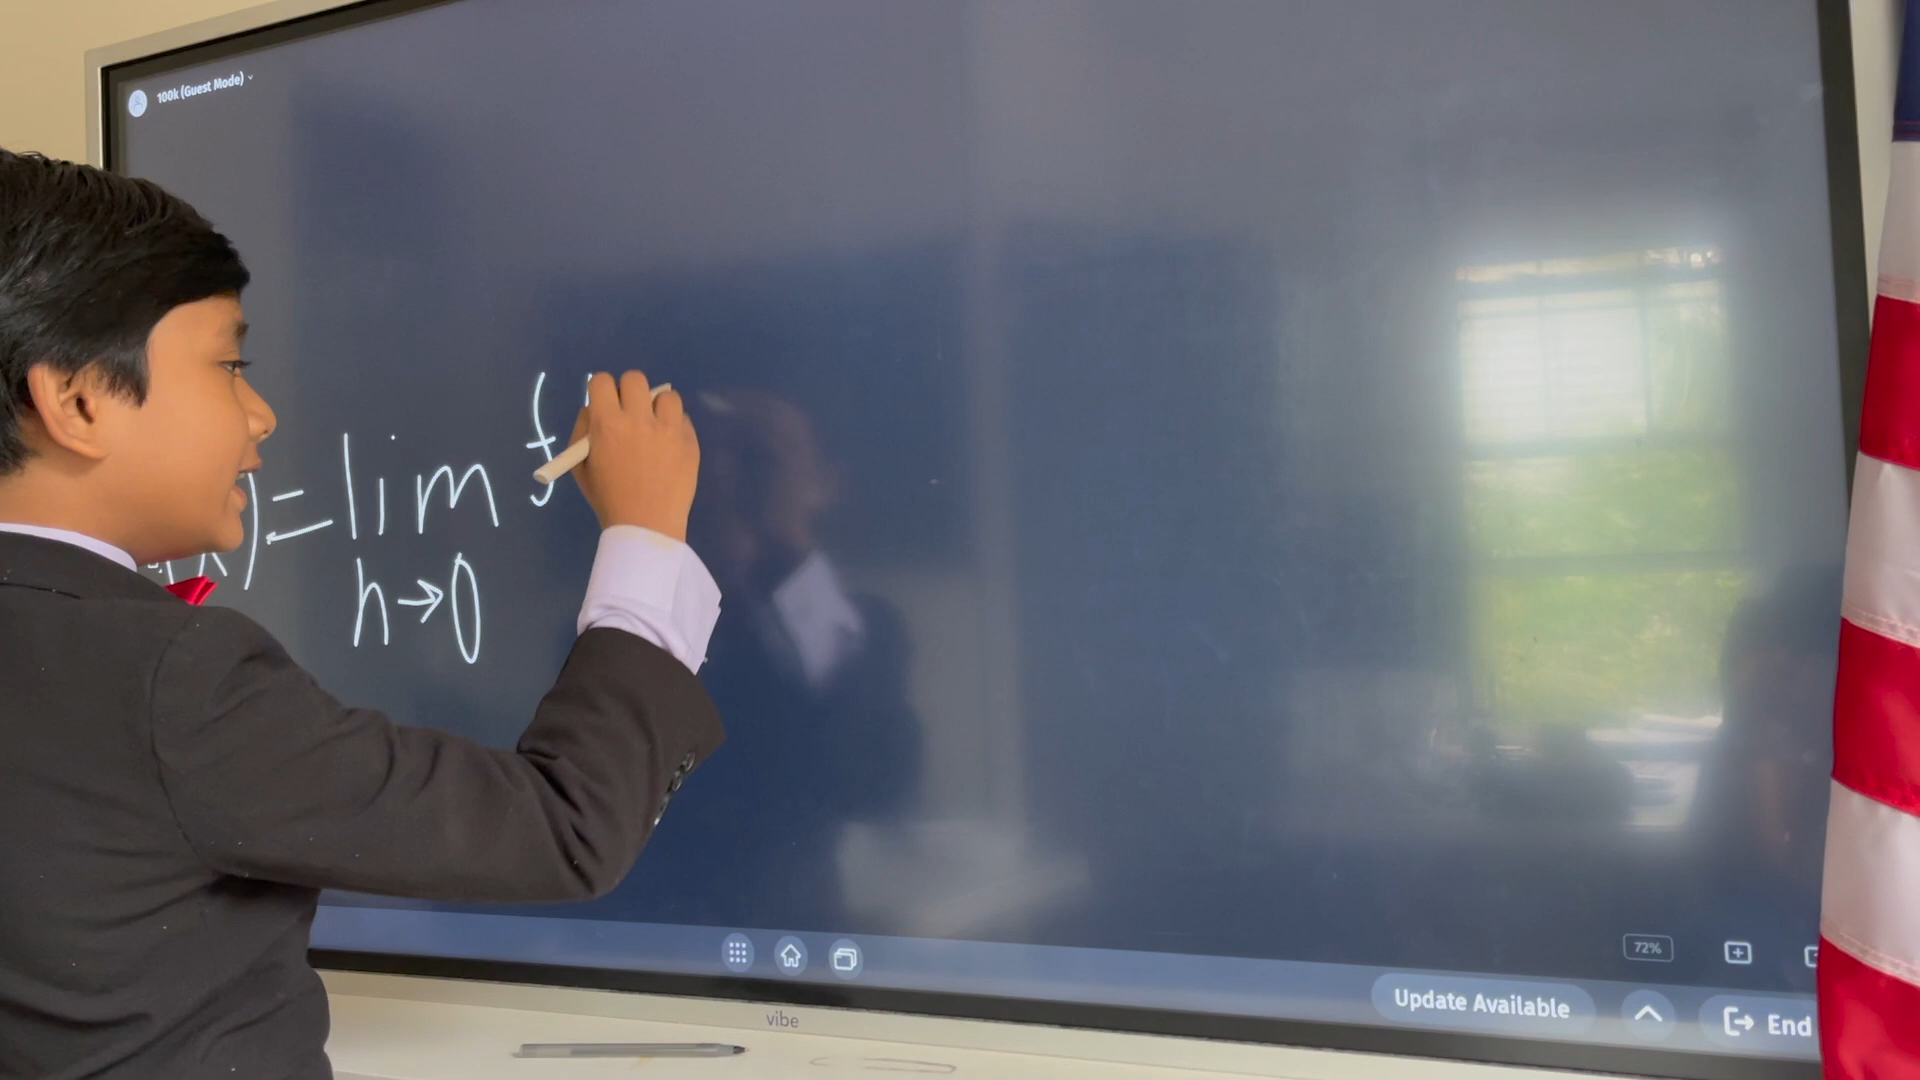 100k (Guest Mode)
x)=lim f
h→0
72%
Update Available
End
vibe